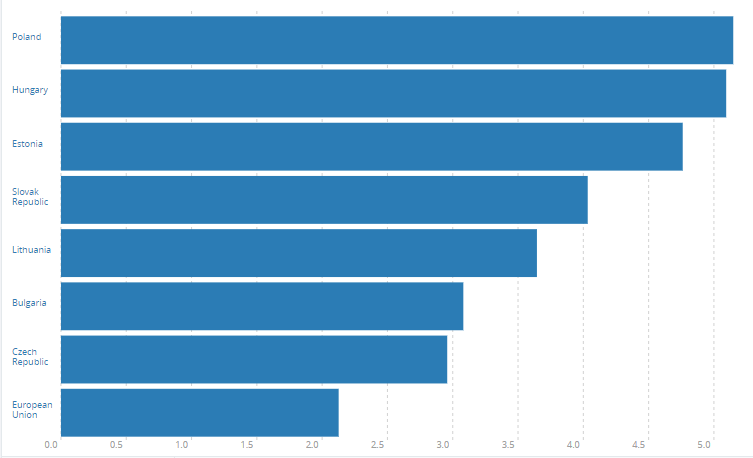 Poland
Hungary
Estonia
Slovak
Republic
Lithuania
Bulgaria
Czech
Republic
European
Union
0.0 0.5 1.0 1.5 2.0 2.5 3.0 3.5 4.0 4.5 5.0